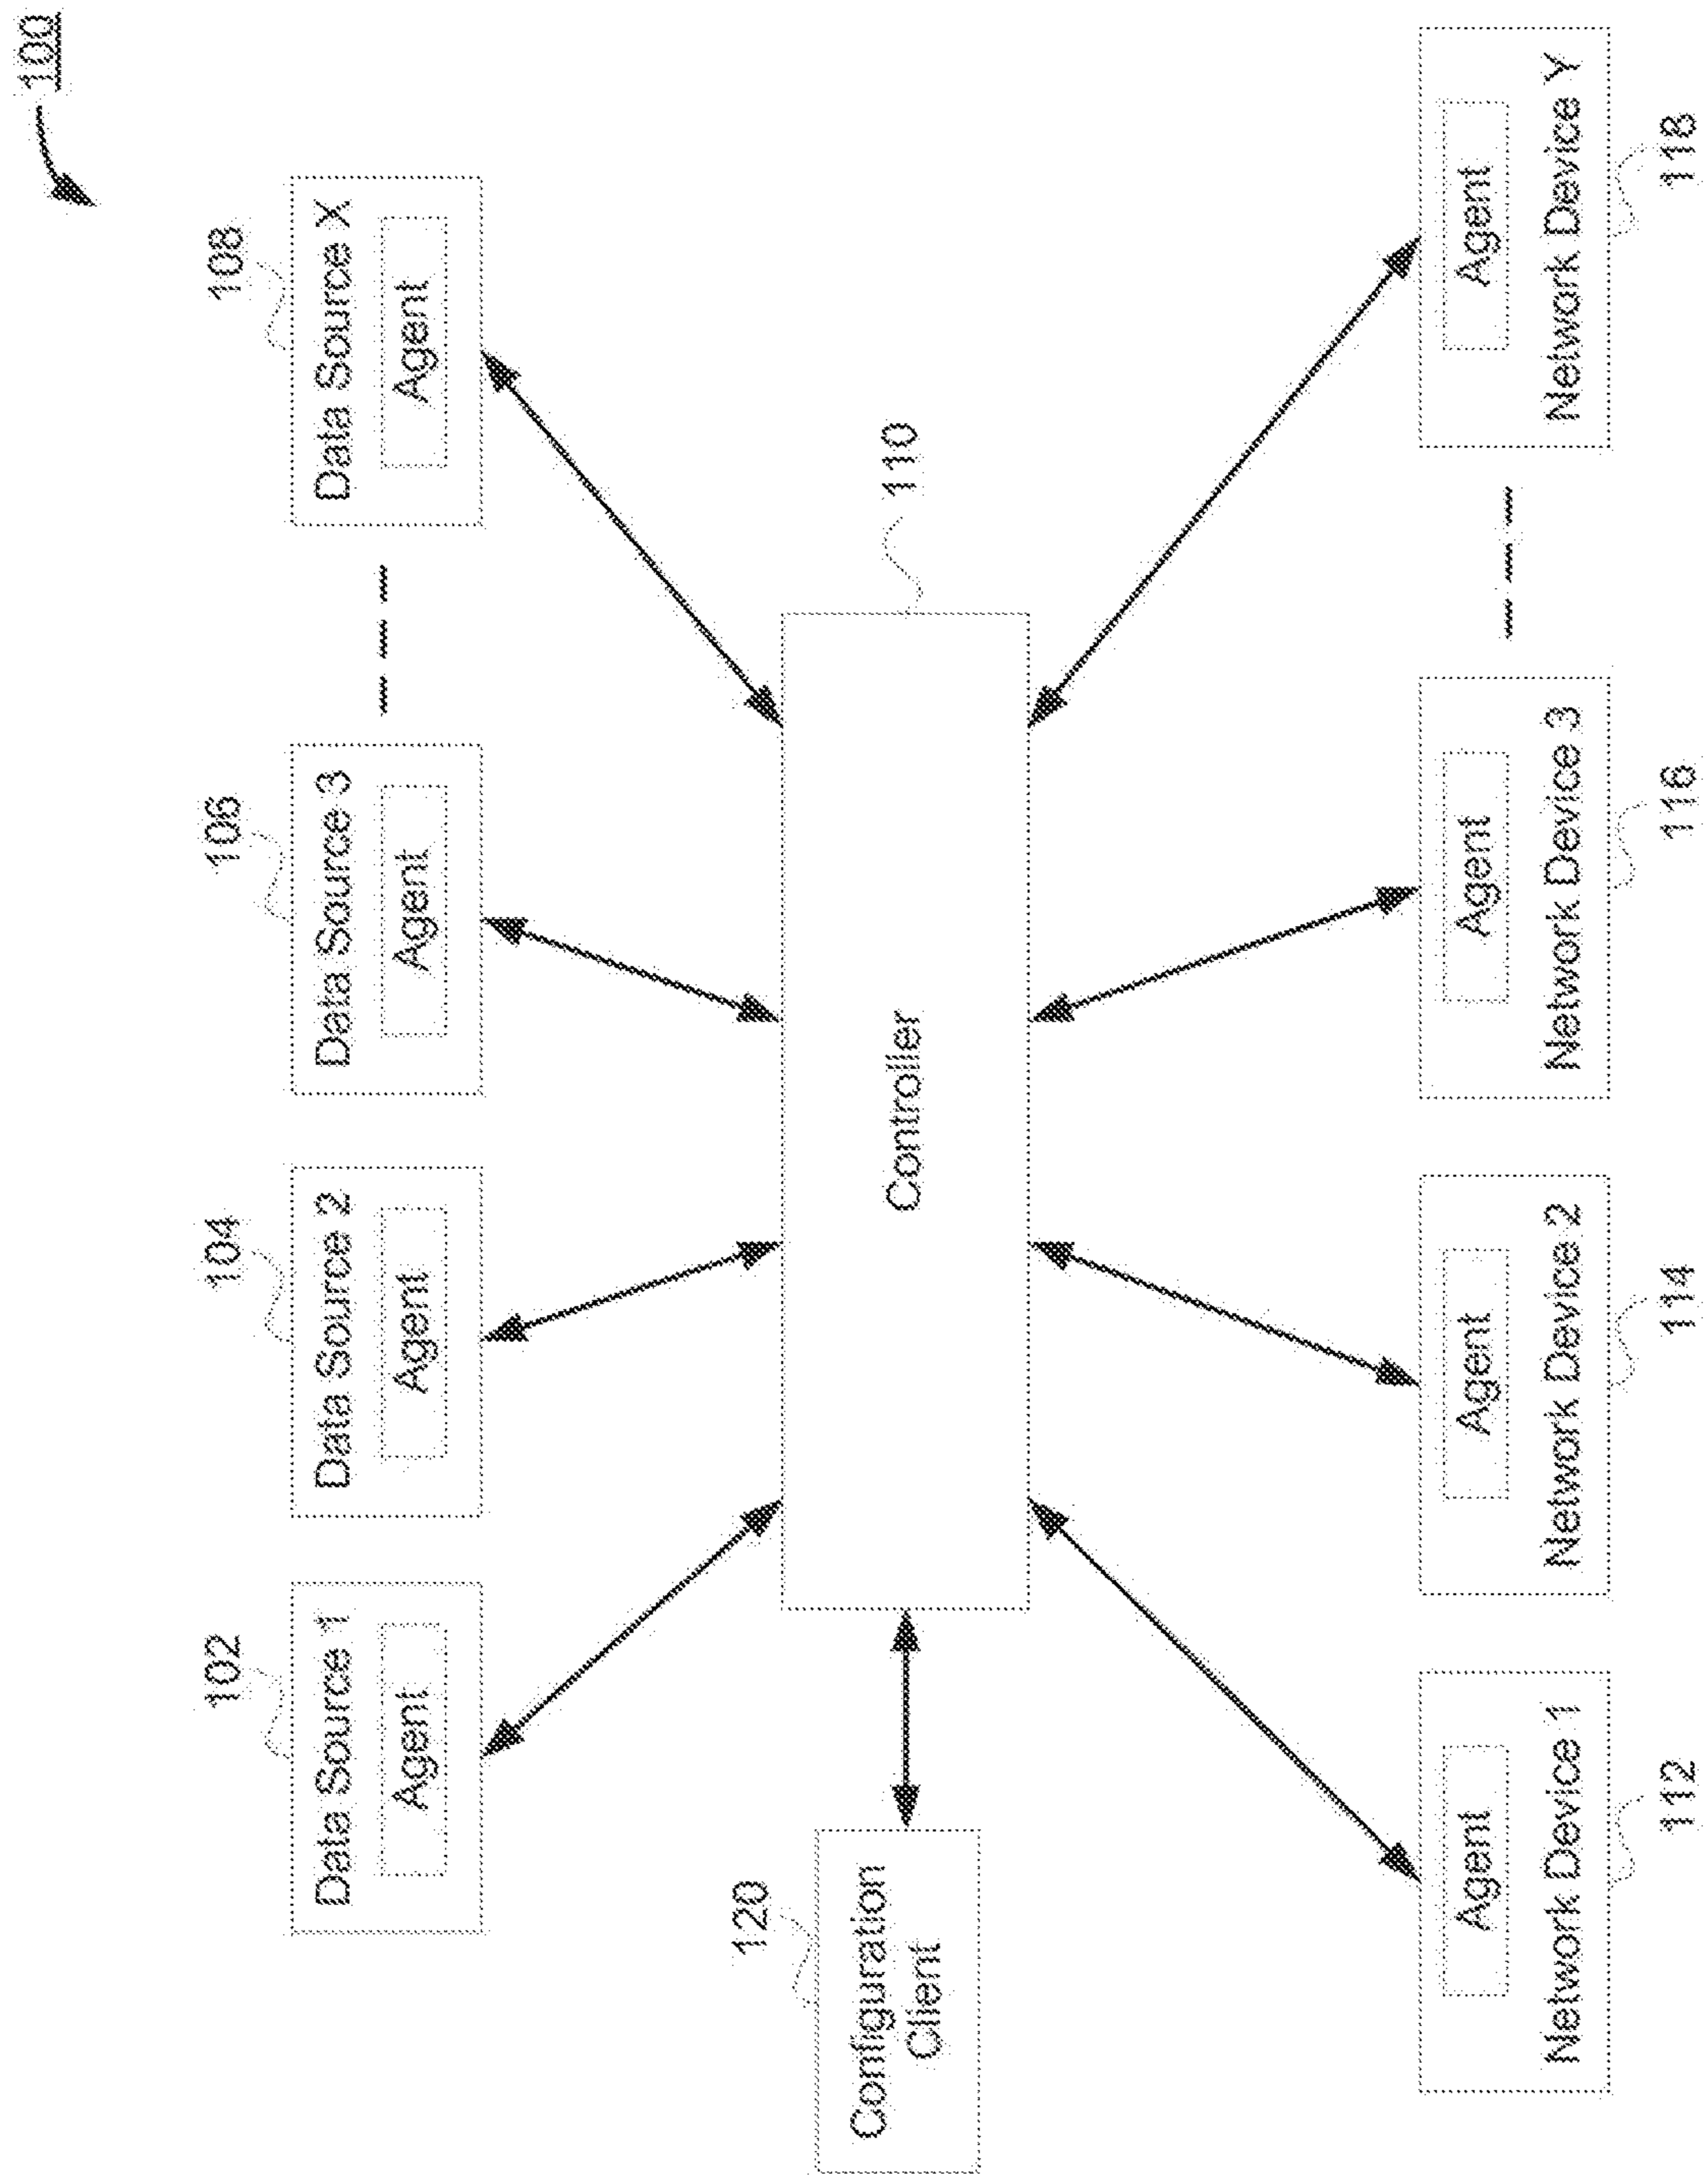 100
102
104
106
108
Data Source 1
Agent
Data Source 2
Agent
Data Source 3
Agent
Data Source X
Agent
120
Configuration
Client
Controller
110
Agent
Network Device 1
Agent
Network Device 2
Agent
Network Device 3
Agent
Network Device Y
112
114
116
118